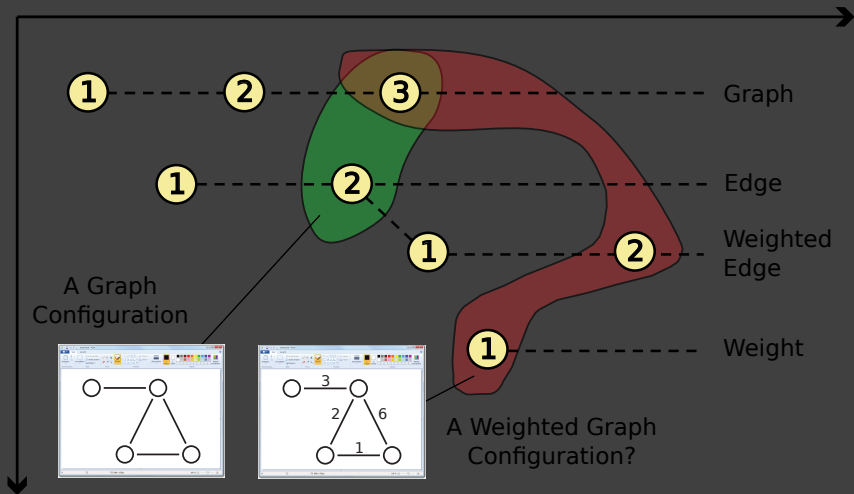 1 2 3 Graph
1 2 Edge
1 2 Weighted
Edge
A Graph
Configuration
1 Weight
3
2 6
1
A Weighted Graph
Configuration?